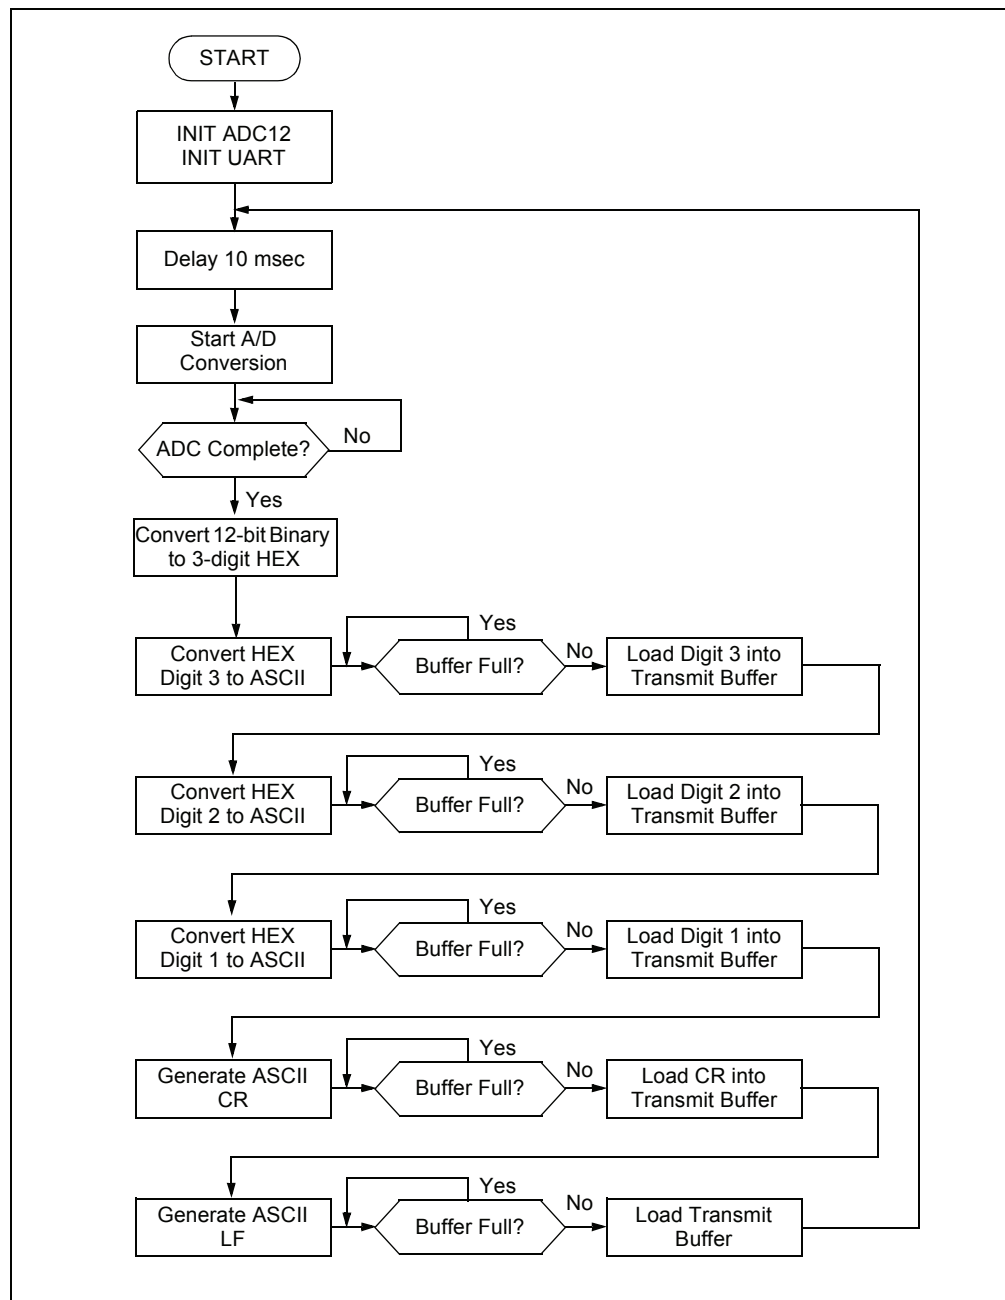 START
INIT ADC12
INIT UART
Delay 10 msec
Start A/D
Conversion
ADC Complete?
No
Yes
Convert 12-bit Binary
to 3-digit HEX
Convert HEX
Digit 3 to ASCII
Yes
Buffer Full?
No
Load Digit 3 into
Transmit Buffer
Convert HEX
Digit 2 to ASCII
Yes
Buffer Full?
No
Load Digit 2 into
Transmit Buffer
Convert HEX
Digit 1 to ASCII
Yes
Buffer Full?
No
Load Digit 1 into
Transmit Buffer
Generate ASCII
CR
Yes
Buffer Full?
No
Load CR into
Transmit Buffer
Generate ASCII
LF
Yes
Buffer Full?
No
Load Transmit
Buffer